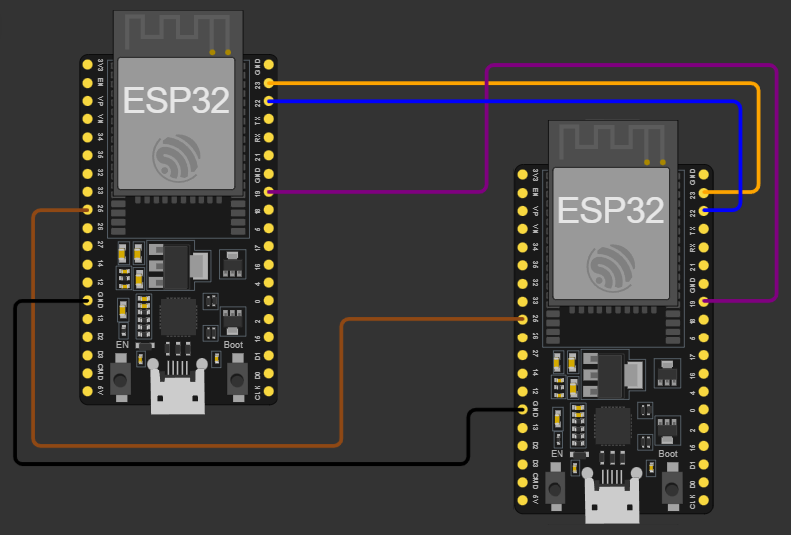 ESP32
3V3
EN
VP
VN
34
35
32
33
25
26
27
14
12
GND
13
D2
D3
CMD
5V
GND
23
22
TX
RX
21
GND
19
18
5
17
16
4
0
2
15
D1
D0
CLK
EN
Boot
ESP32
3V3
EN
VP
VN
34
35
32
33
25
26
27
14
12
GND
13
D2
D3
CMD
5V
GND
23
22
TX
RX
21
GND
19
18
5
17
16
4
0
2
15
D1
D0
CLK
EN
Boot